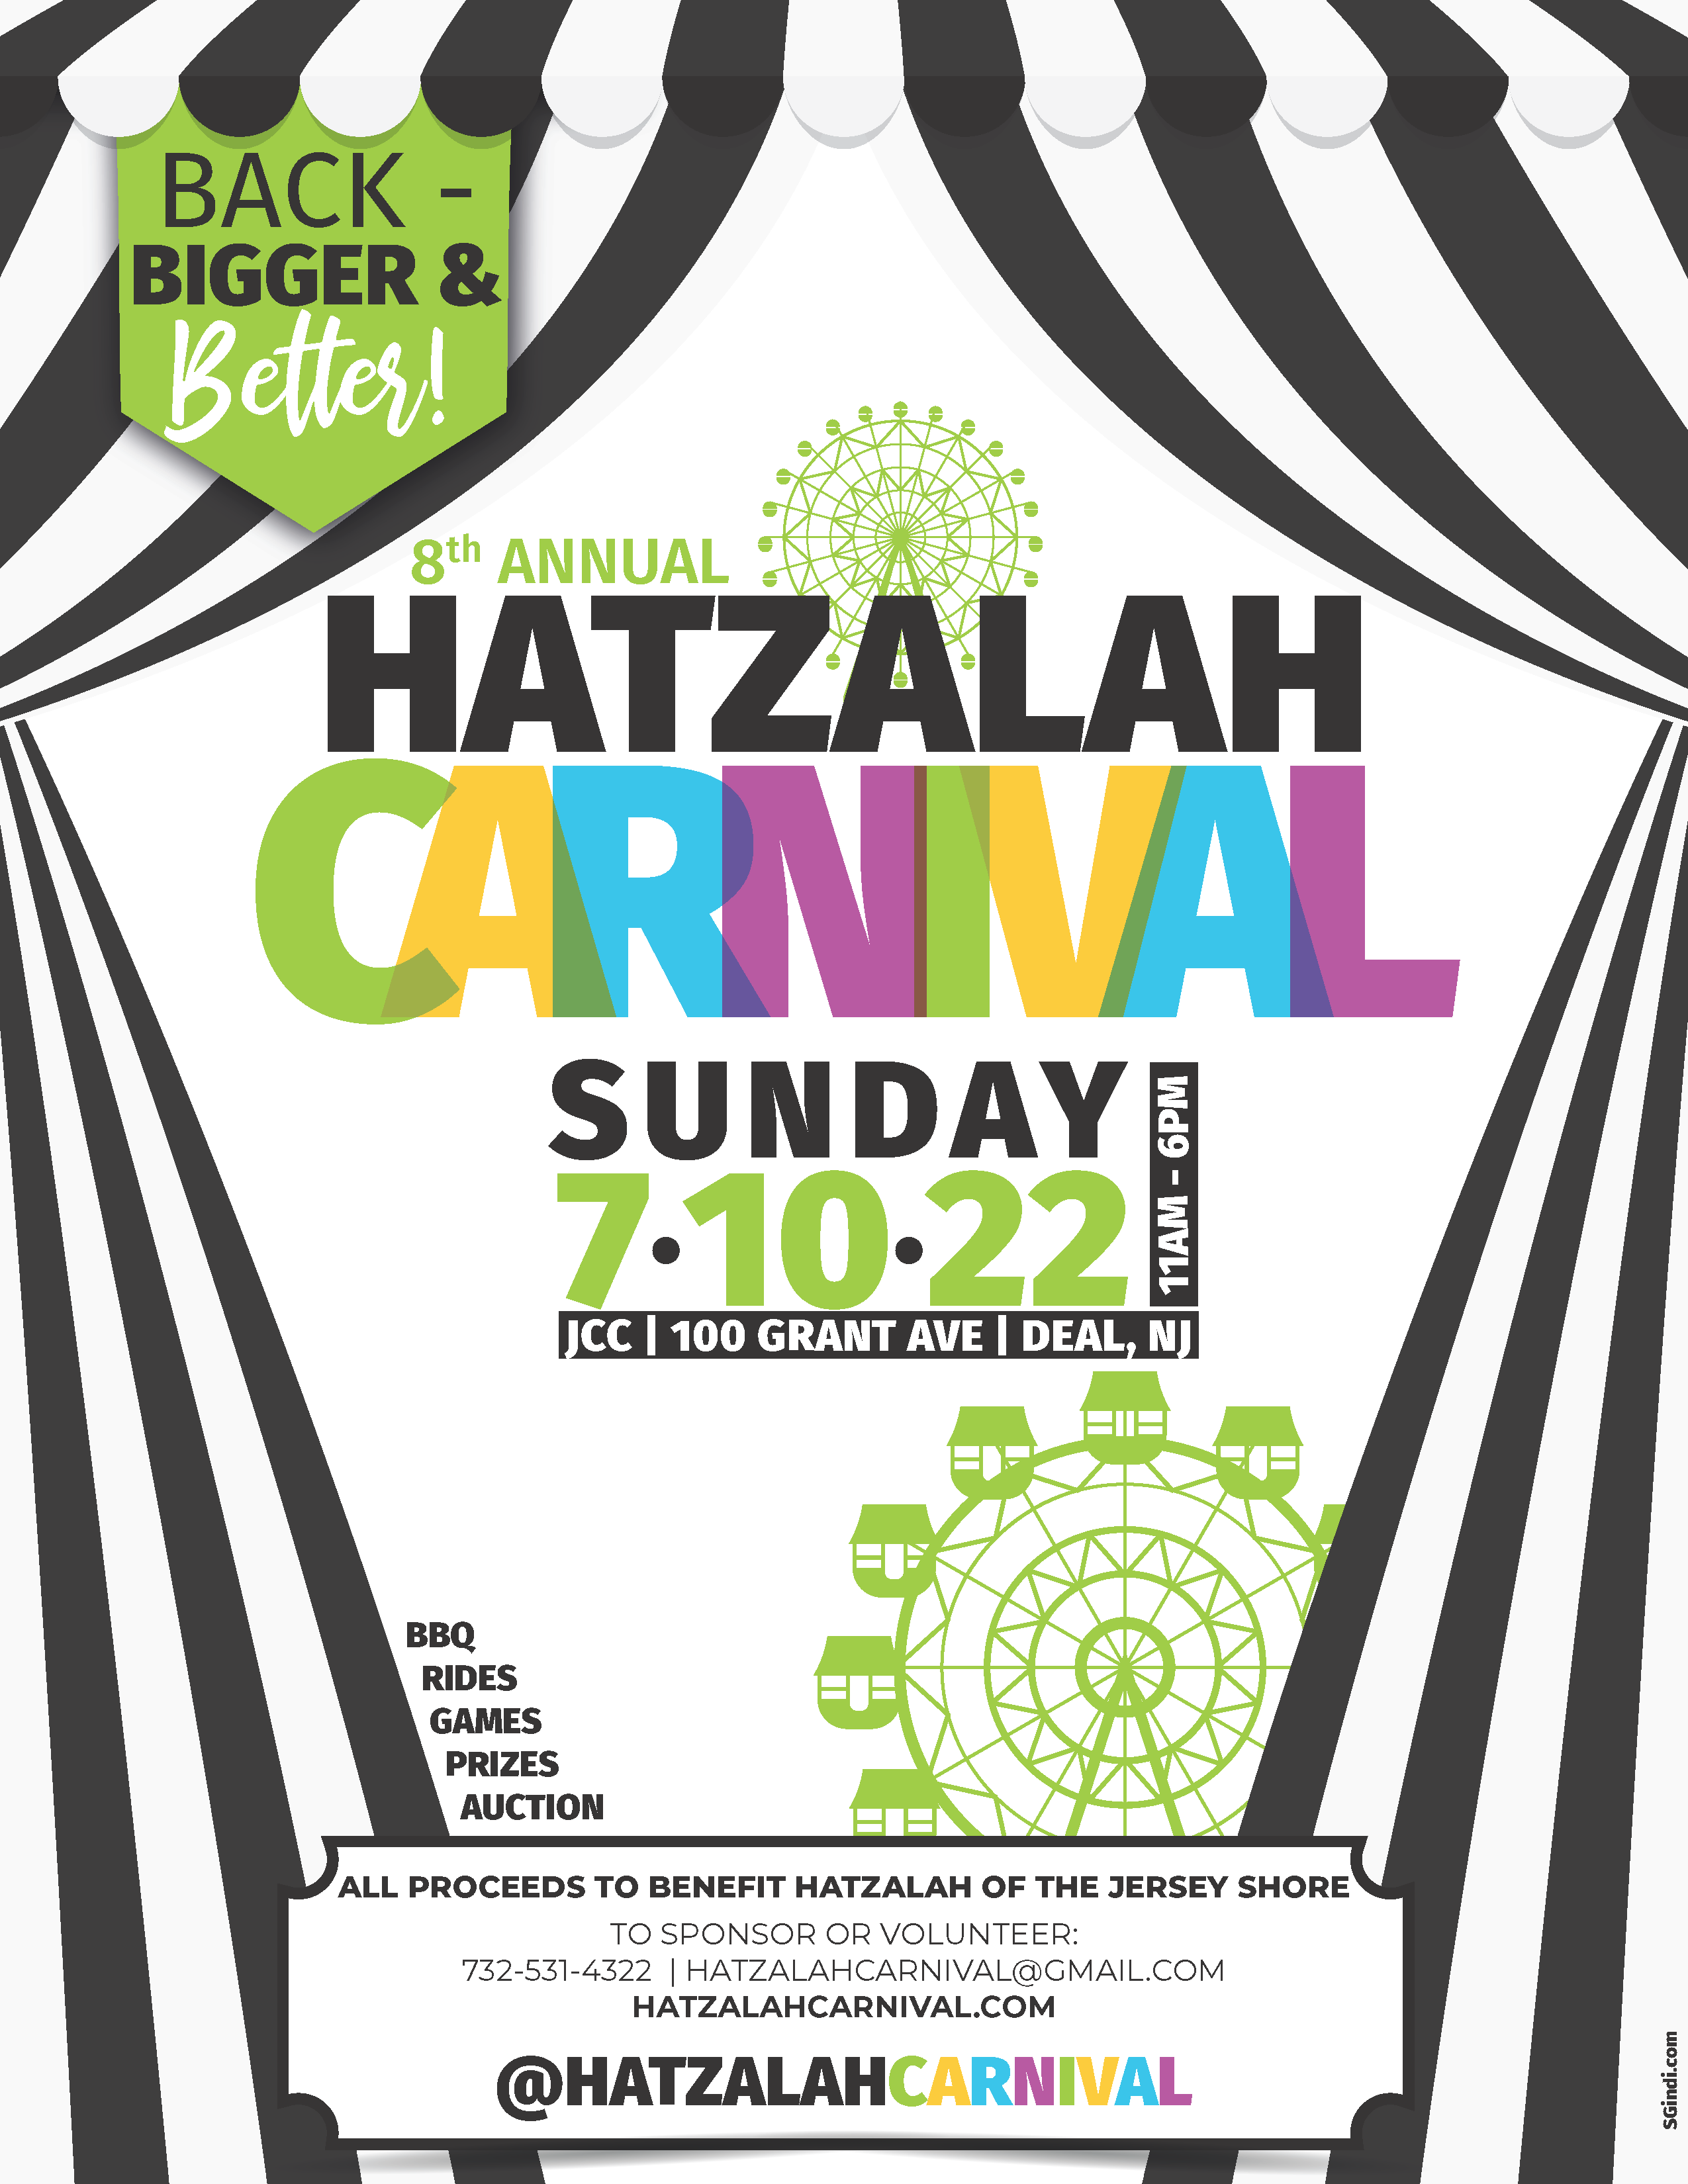 BACK -
BIGGER &
Better!
8th ANNUAL
HATZALAH
CARNIVAL
SUNDAY
7•10•22
11AM - 6PM
JCC | 100 GRANT AVE | DEAL, NJ
BBQ
RIDES
GAMES
PRIZES
AUCTION
ALL PROCEEDS TO BENEFIT HATZALAH OF THE JERSEY SHORE
TO SPONSOR OR VOLUNTEER:
732-531-4322 | HATZALAHCARNIVAL@GMAIL.COM
HATZALAHCARNIVAL.COM
@HATZALAHCARNIVAL
SGindi.com